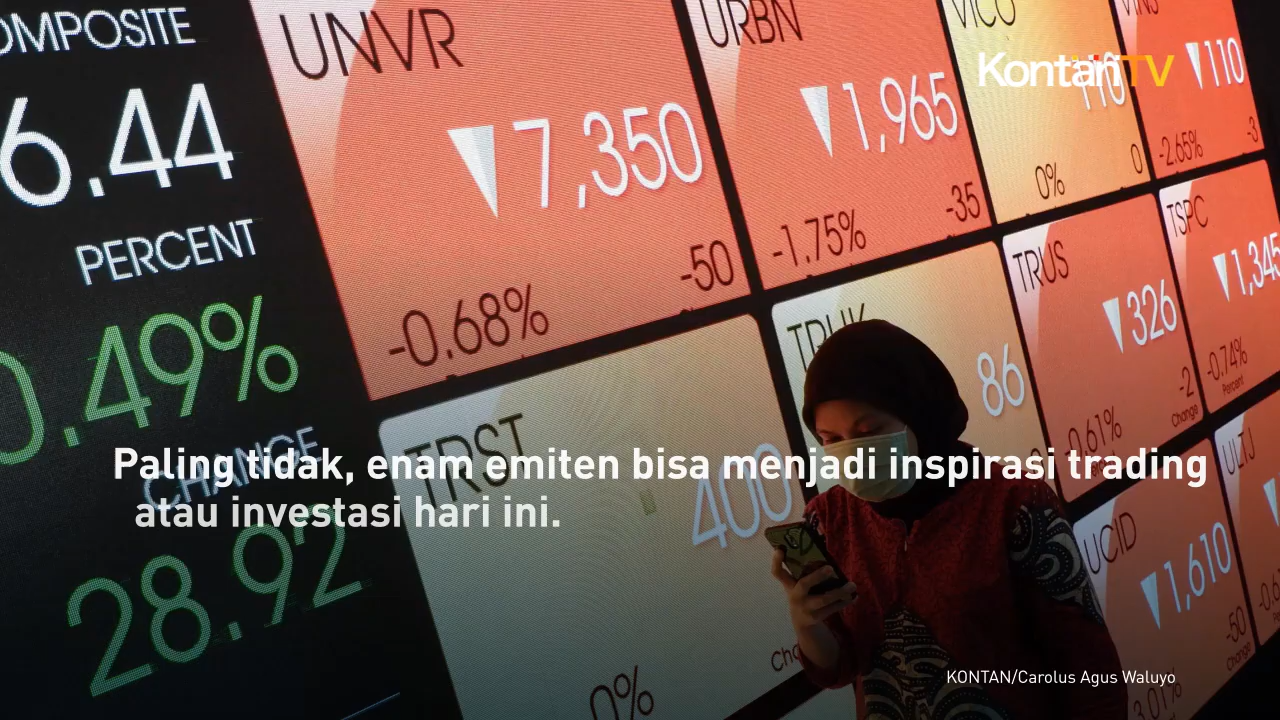 COMPOSITE
6.44
PERCENT
0.49%
CHANGE
28.92
UNVR
▼7,350
-0.68%
-50
URBN
▼1,965
-1.75%
-35
VICO
110
0%
0
VINS
▼110
-2.65%
-3
KontanTV
TRST
400
0%
TRUK
86
TRUS
▼326
0.61%
-2
Change
TSPC
▼1,345
-0.74%
Percent
UCID
▼1,610
-50
Change
3.01%
ULTJ
Paling tidak, enam emiten bisa menjadi inspirasi trading
atau investasi hari ini.
KONTAN/Carolus Agus Waluyo